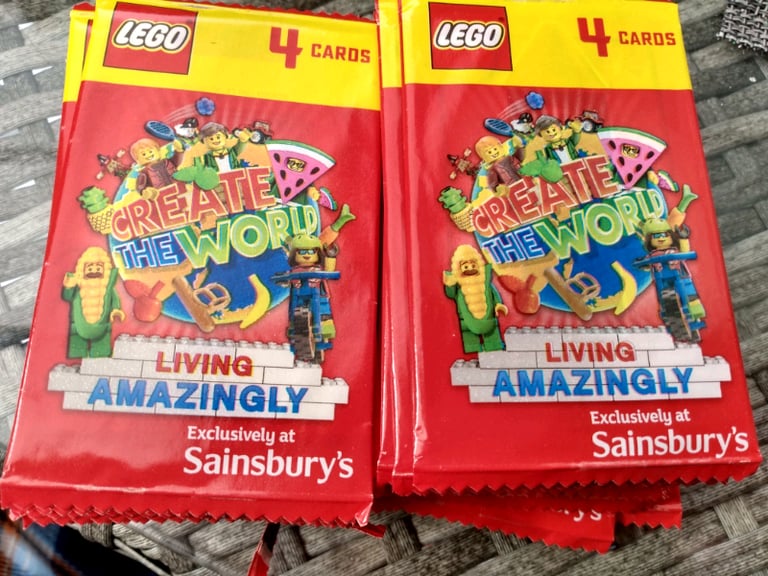 LEGO
4 CARDS
CREATE
THE WORLD
LIVING
AMAZINGLY
Exclusively at
Sainsbury's
LEGO
4 CARDS
CREATE
THE WORLD
LIVING
AMAZINGLY
Exclusively at
Sainsbury's